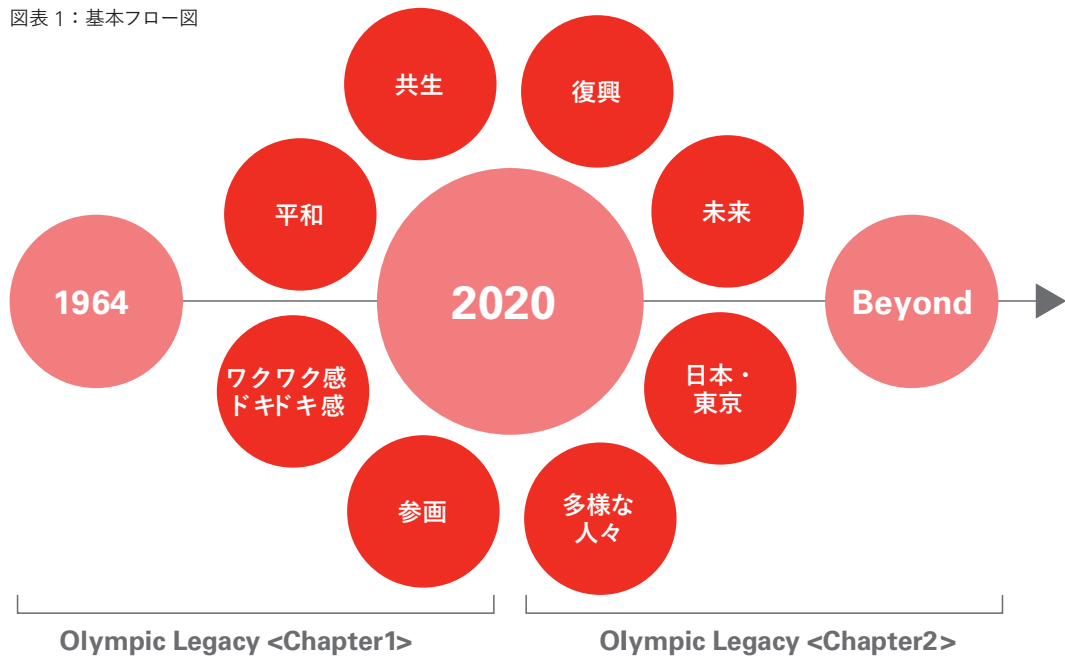 図表 1：基本フロー図
共生
復興
平和
未来
1964
2020
Beyond
ワクワク感
ドキドキ感
日本・
東京
参画
多様な
人々
Olympic Legacy <Chapter1>
Olympic Legacy <Chapter2>